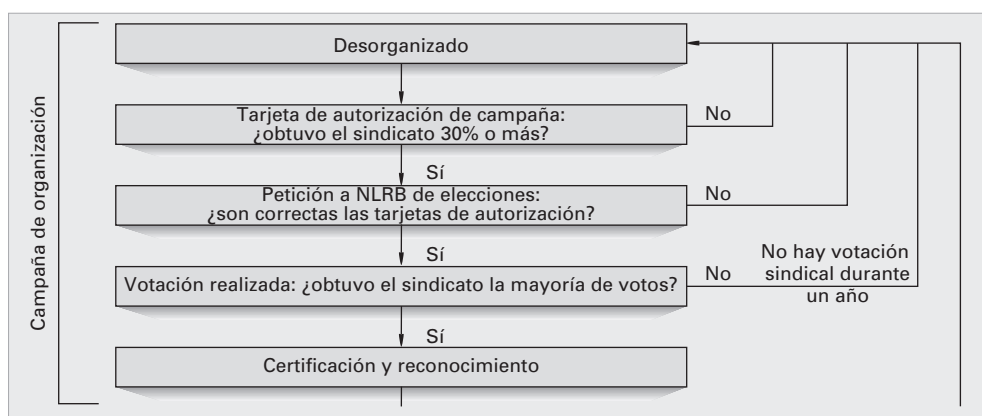 Campaña de organización
Desorganizado
Tarjeta de autorización de campaña:
¿obtuvo el sindicato 30% o más?
No
Sí
Petición a NLRB de elecciones:
¿son correctas las tarjetas de autorización?
No
Sí
Votación realizada: ¿obtuvo el sindicato la mayoría de votos?
No
No hay votación
sindical durante
un año
Sí
Certificación y reconocimiento